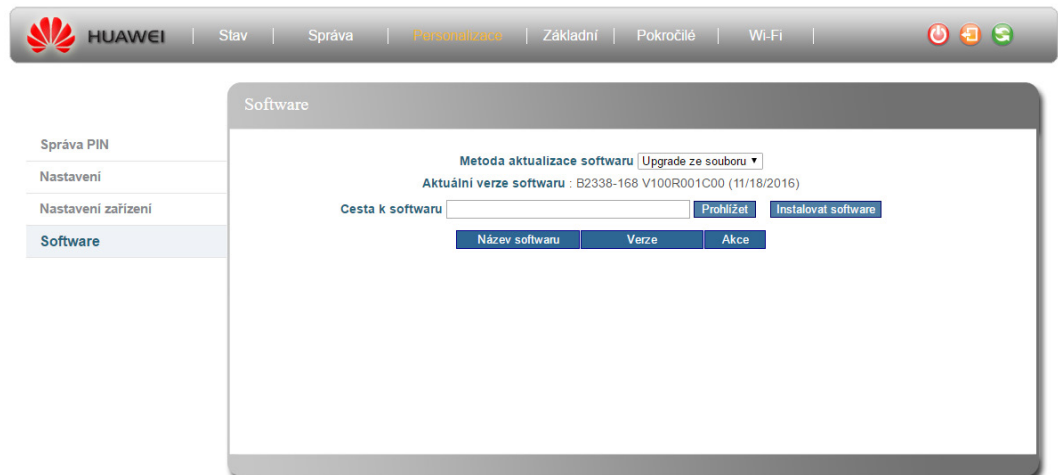 HUAWEI | Stav | Správa | Personalizace | Základní | Pokročilé | Wi-Fi |
Software
Správa PIN
Nastavení
Nastavení zařízení
Software
Metoda aktualizace softwaru Upgrade ze souboru
Aktuální verze softwaru : B2338-168 V100R001C00 (11/18/2016)
Cesta k softwaru Prohlížet Instalovat software
Název softwaru Verze Akce